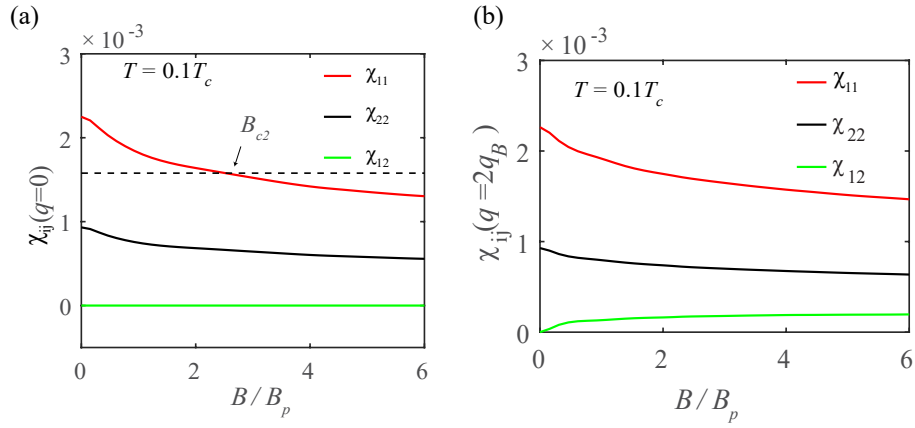 (a)
× 10⁻³
T = 0.1T_c
χ₁₁
χ₂₂
χ₁₂
B_c2
χ_ij(q=0)
3
2
1
0
0 2 4 6
B / B_p
(b)
× 10⁻³
T = 0.1T_c
χ₁₁
χ₂₂
χ₁₂
χ_ij(q=2q_B)
3
2
1
0
0 2 4 6
B / B_p